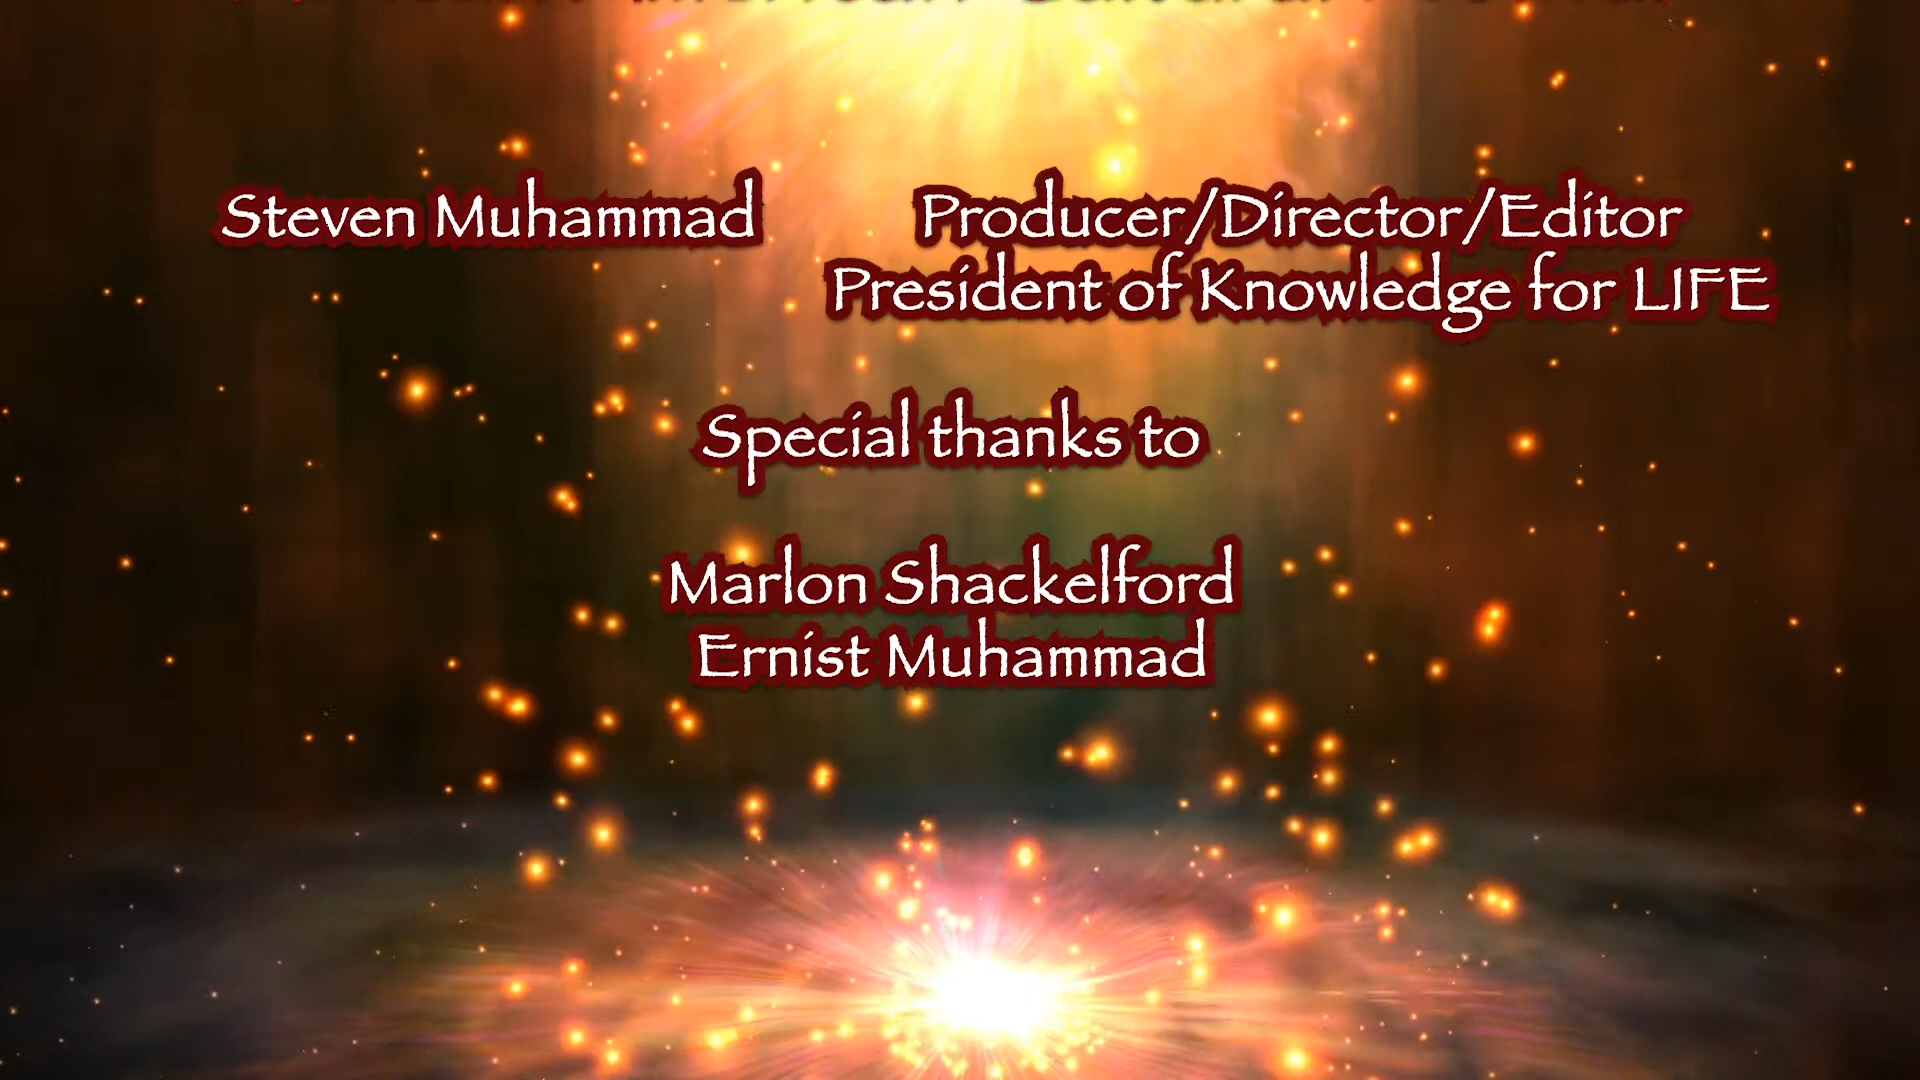 Steven Muhammad Producer/Director/Editor
President of Knowledge for LIFE
Special thanks to
Marlon Shackelford
Ernist Muhammad